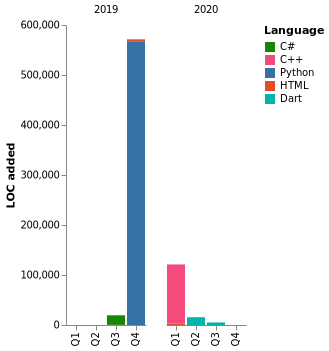 2019 2020
Language
C#
C++
Python
HTML
Dart
LOC added
600,000
500,000
400,000
300,000
200,000
100,000
0
Q1 Q2 Q3 Q4 Q1 Q2 Q3 Q4